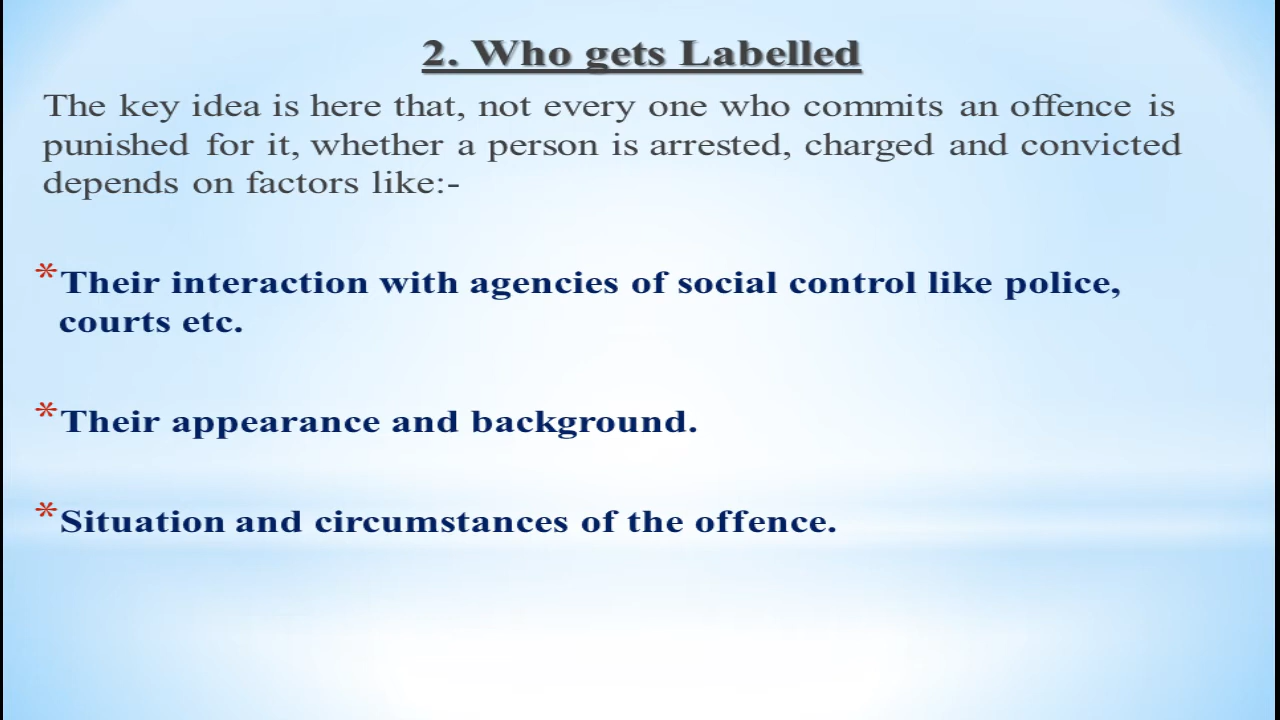 2. Who gets Labelled
The key idea is here that, not every one who commits an offence is
punished for it, whether a person is arrested, charged and convicted
depends on factors like:-
*Their interaction with agencies of social control like police,
courts etc.
*Their appearance and background.
*Situation and circumstances of the offence.